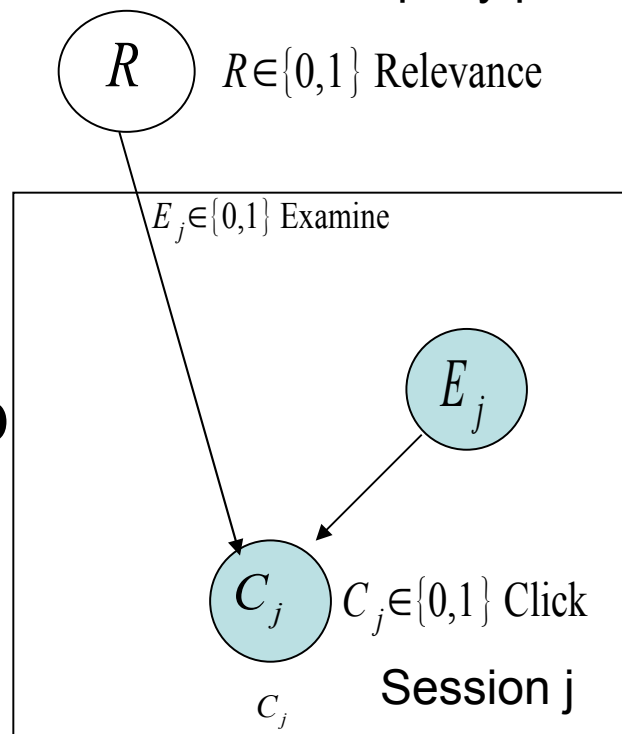 R
R∈{0,1} Relevance
E_j∈{0,1} Examine
E_j
C_j
C_j∈{0,1} Click
Session j
C_j